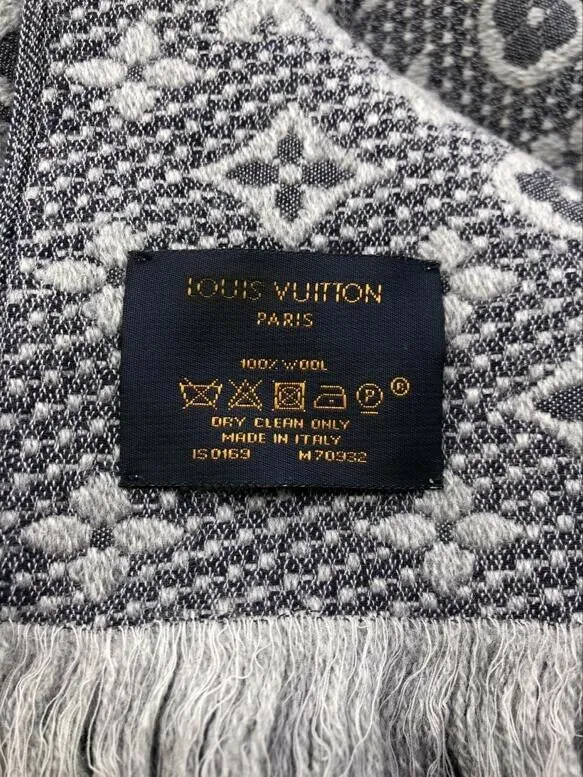 LOUIS VUITTON
PARIS
100% WOOL
P ®
DRY CLEAN ONLY
MADE IN ITALY
IS0169 M70932